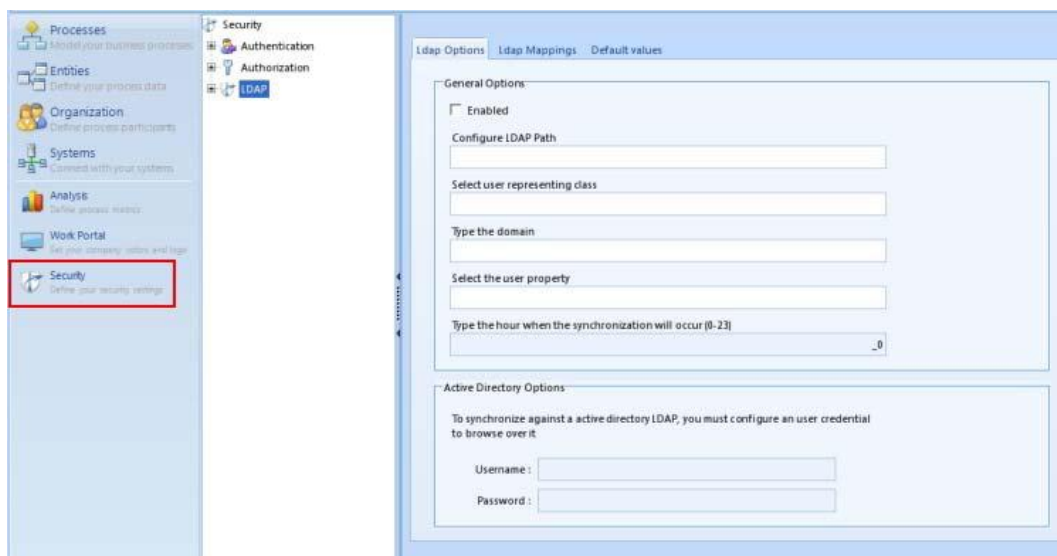 Processes
Model your business processes
Entities
Define your process data
Organization
Define process participants
Systems
Connect with your systems
Analysis
Define process metrics
Work Portal
Set your company colors and logo
Security
Define your security settings
Security
Authentication
Authorization
LDAP
Ldap Options Ldap Mappings Default values
General Options
Enabled
Configure LDAP Path
Select user representing class
Type the domain
Select the user property
Type the hour when the synchronization will occur (0-23)
_0
Active Directory Options
To synchronize against a active directory LDAP, you must configure an user credential
to browse over it
Username :
Password :